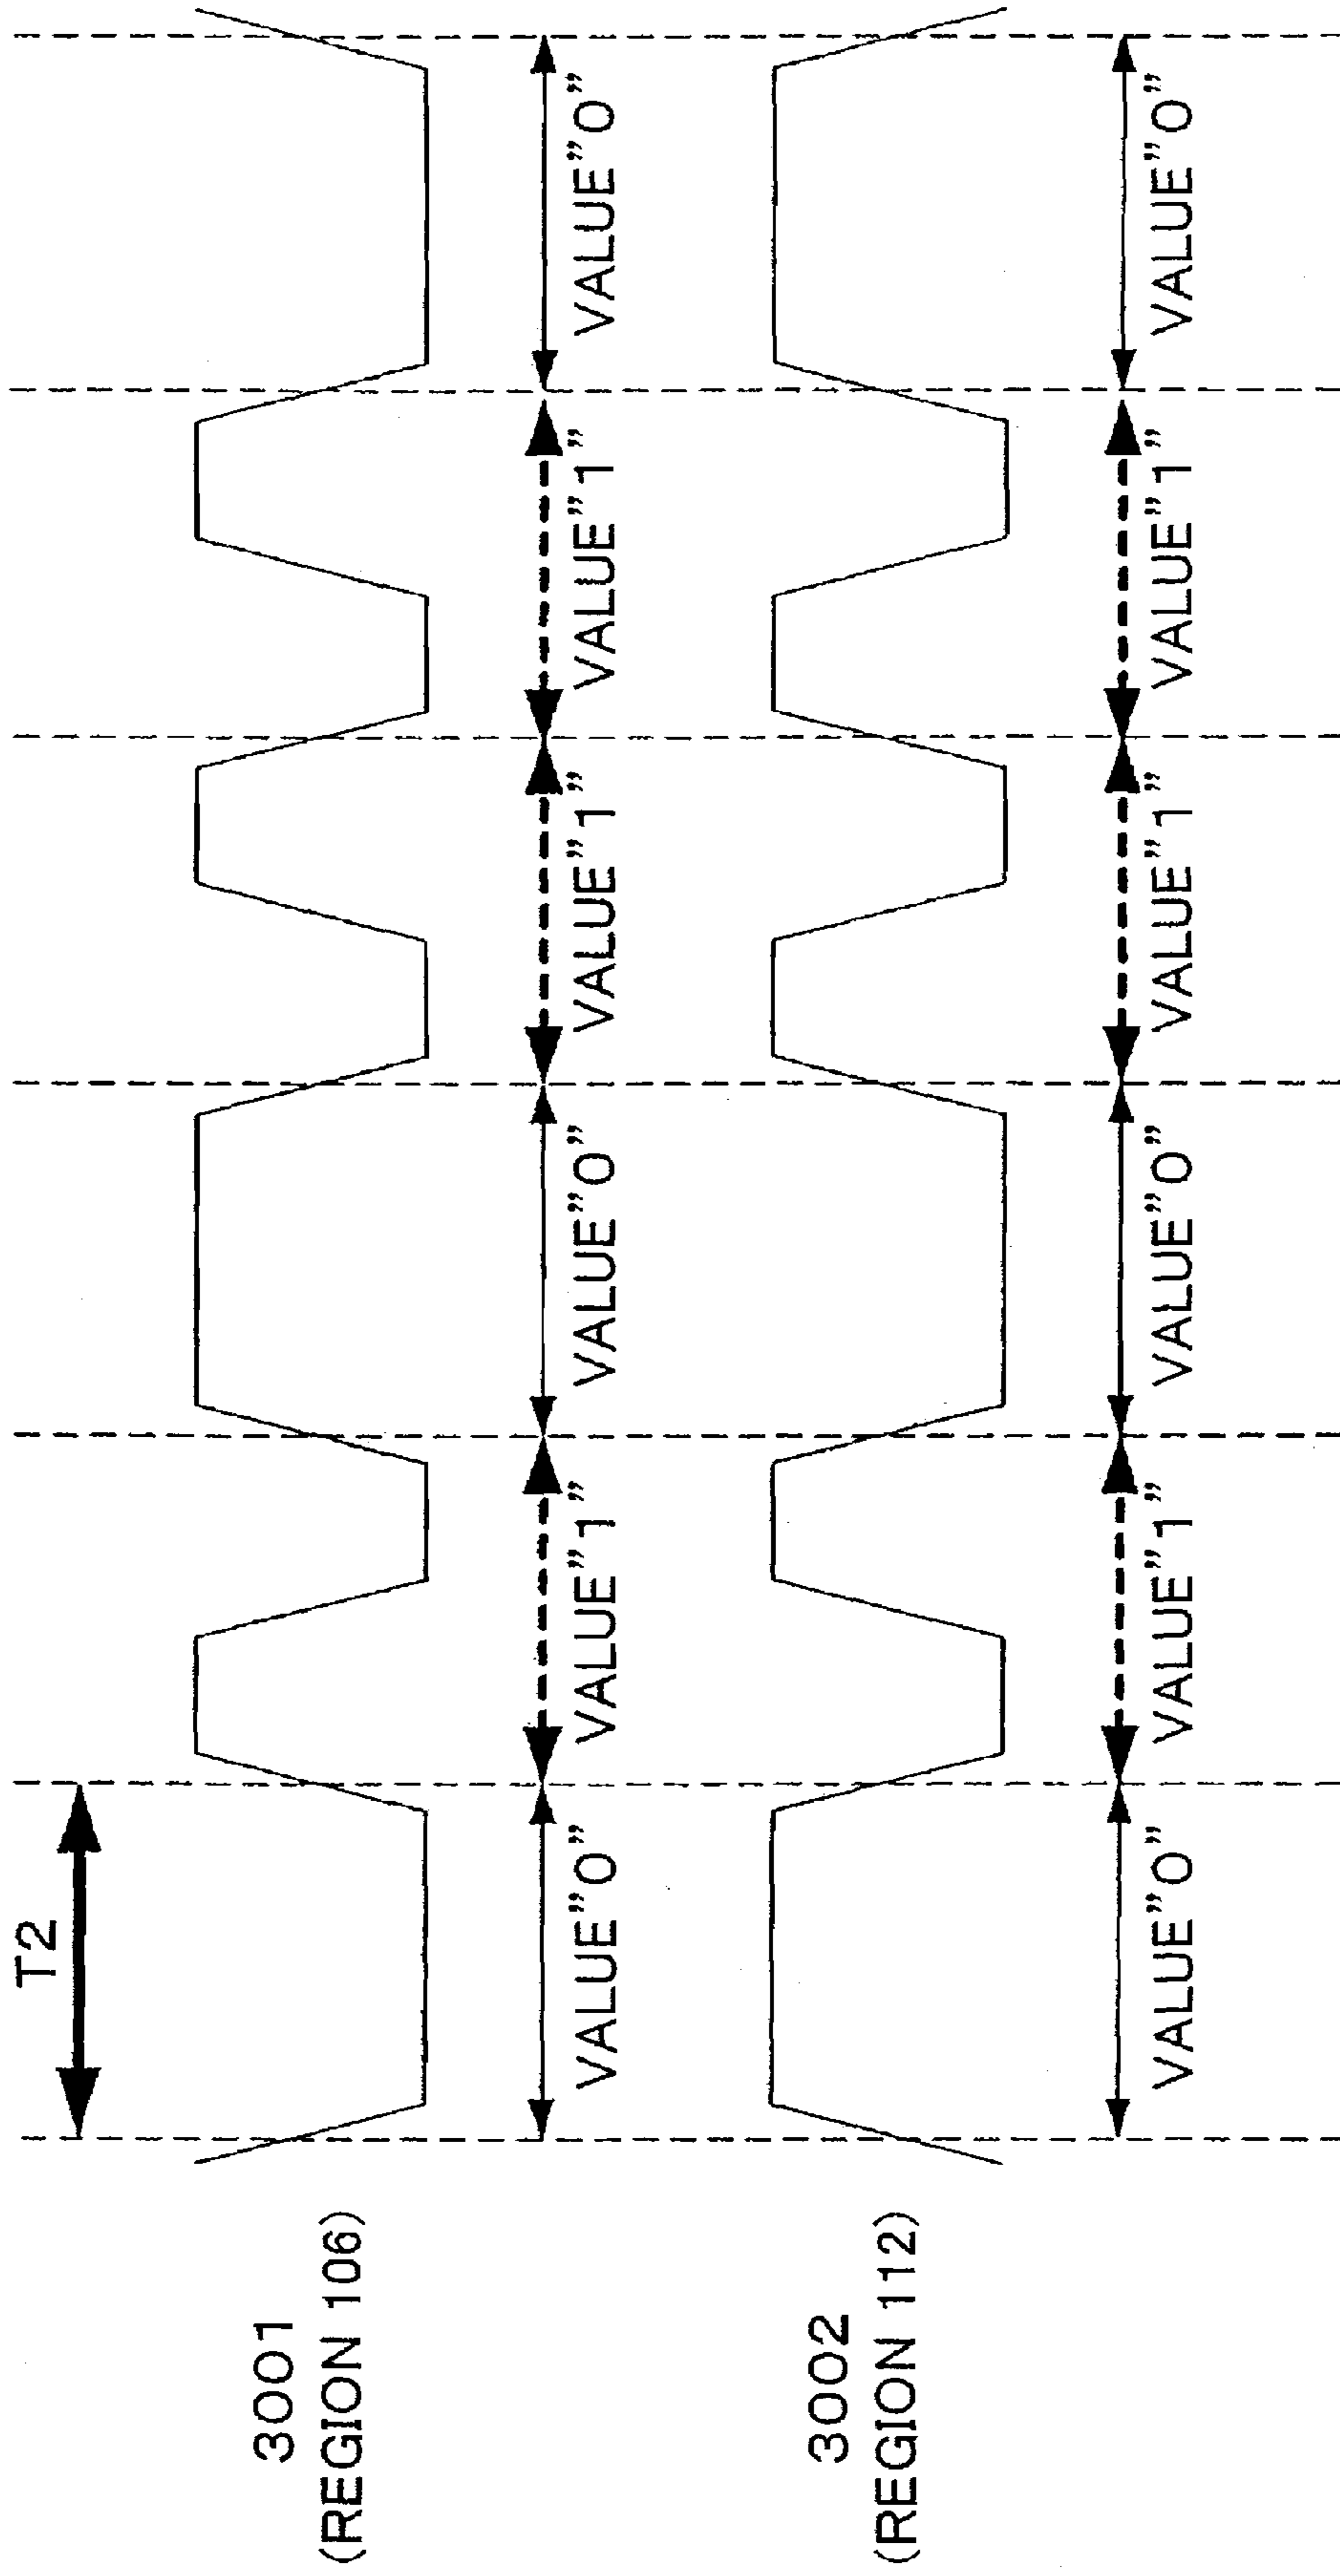 T2
3001
(REGION 106)
VALUE"0" VALUE"1" VALUE"0" VALUE"1" VALUE"1" VALUE"0"
3002
(REGION 112)
VALUE"0" VALUE"1" VALUE"0" VALUE"1" VALUE"1" VALUE"0"